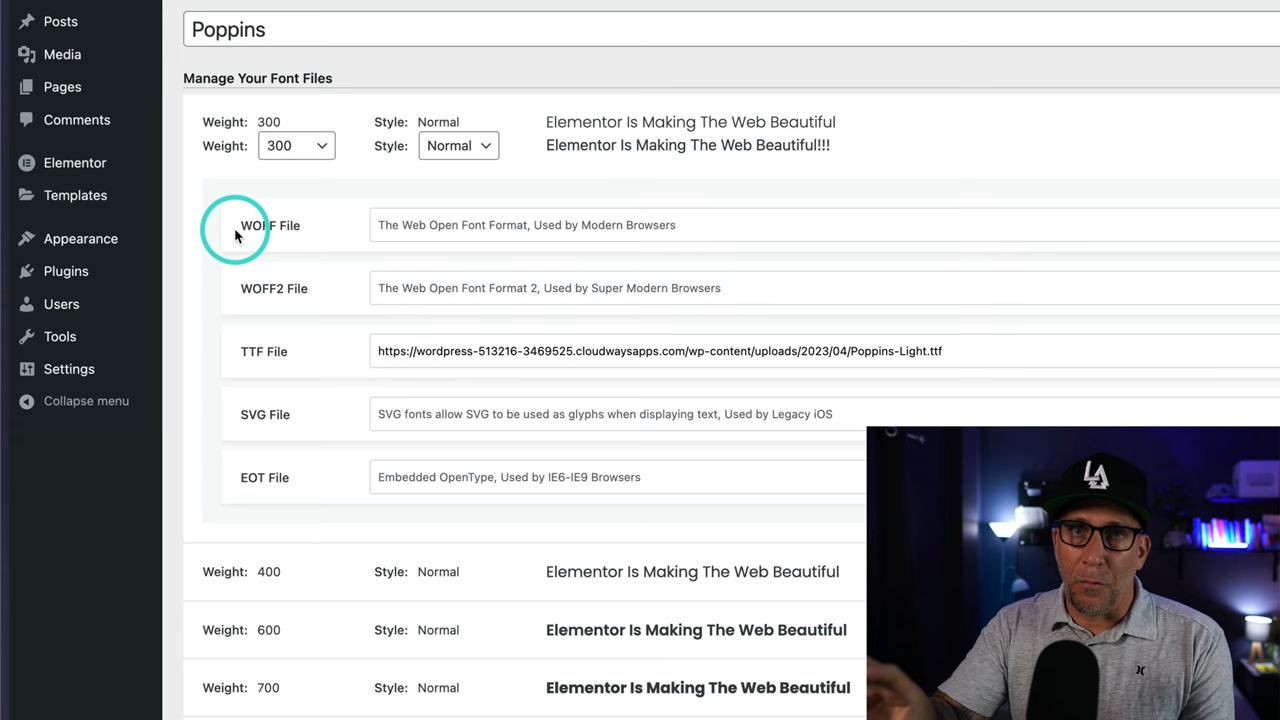 Posts
Media
Pages
Comments
Elementor
Templates
Appearance
Plugins
Users
Tools
Settings
Collapse menu
Poppins
Manage Your Font Files
Weight: 300 Style: Normal Elementor Is Making The Web Beautiful
Weight: 300 Style: Normal Elementor Is Making The Web Beautiful!!!
WOFF File The Web Open Font Format, Used by Modern Browsers
WOFF2 File The Web Open Font Format 2, Used by Super Modern Browsers
TTF File https://wordpress-513216-3469525.cloudwaysapps.com/wp-content/uploads/2023/04/Poppins-Light.ttf
SVG File SVG fonts allow SVG to be used as glyphs when displaying text, Used by Legacy iOS
EOT File Embedded OpenType, Used by IE6-IE9 Browsers
Weight: 400 Style: Normal Elementor Is Making The Web Beautiful
Weight: 600 Style: Normal Elementor Is Making The Web Beautiful
Weight: 700 Style: Normal Elementor Is Making The Web Beautiful